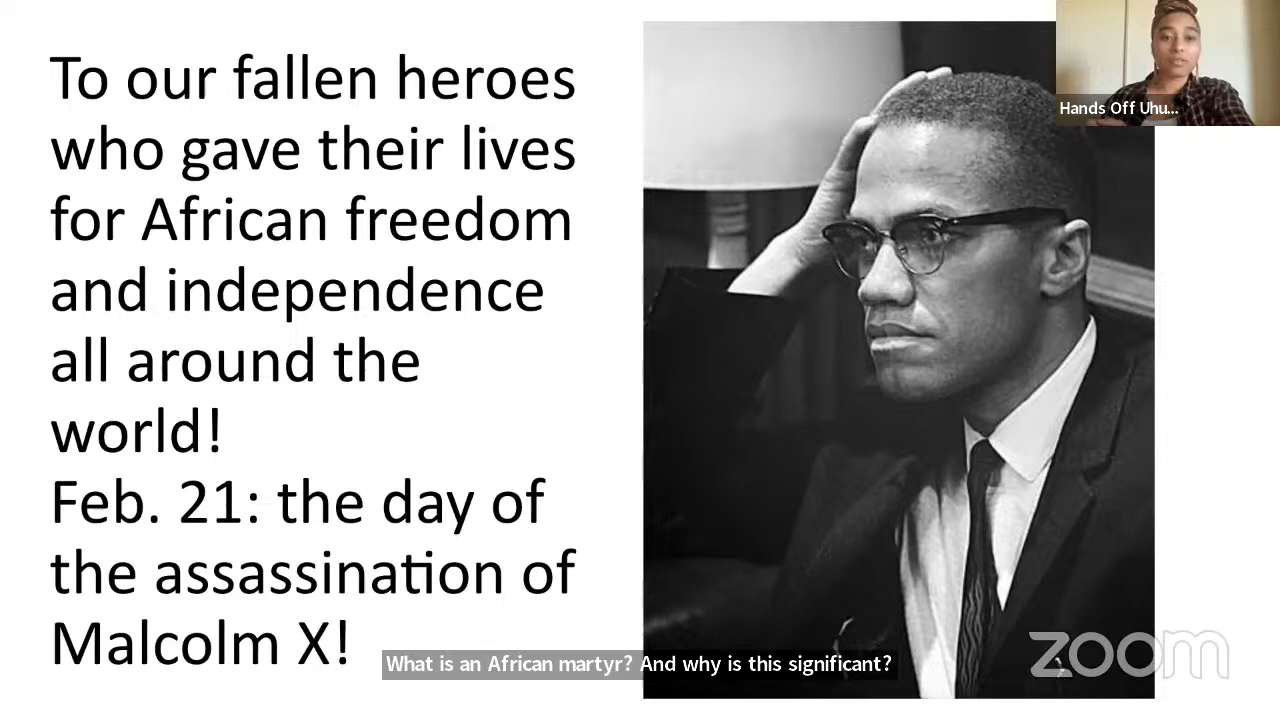 To our fallen heroes
who gave their lives
for African freedom
and independence
all around the
world!
Feb. 21: the day of
the assassination of
Malcolm X!
Hands Off Uhu...
What is an African martyr? And why is this significant?
zoom